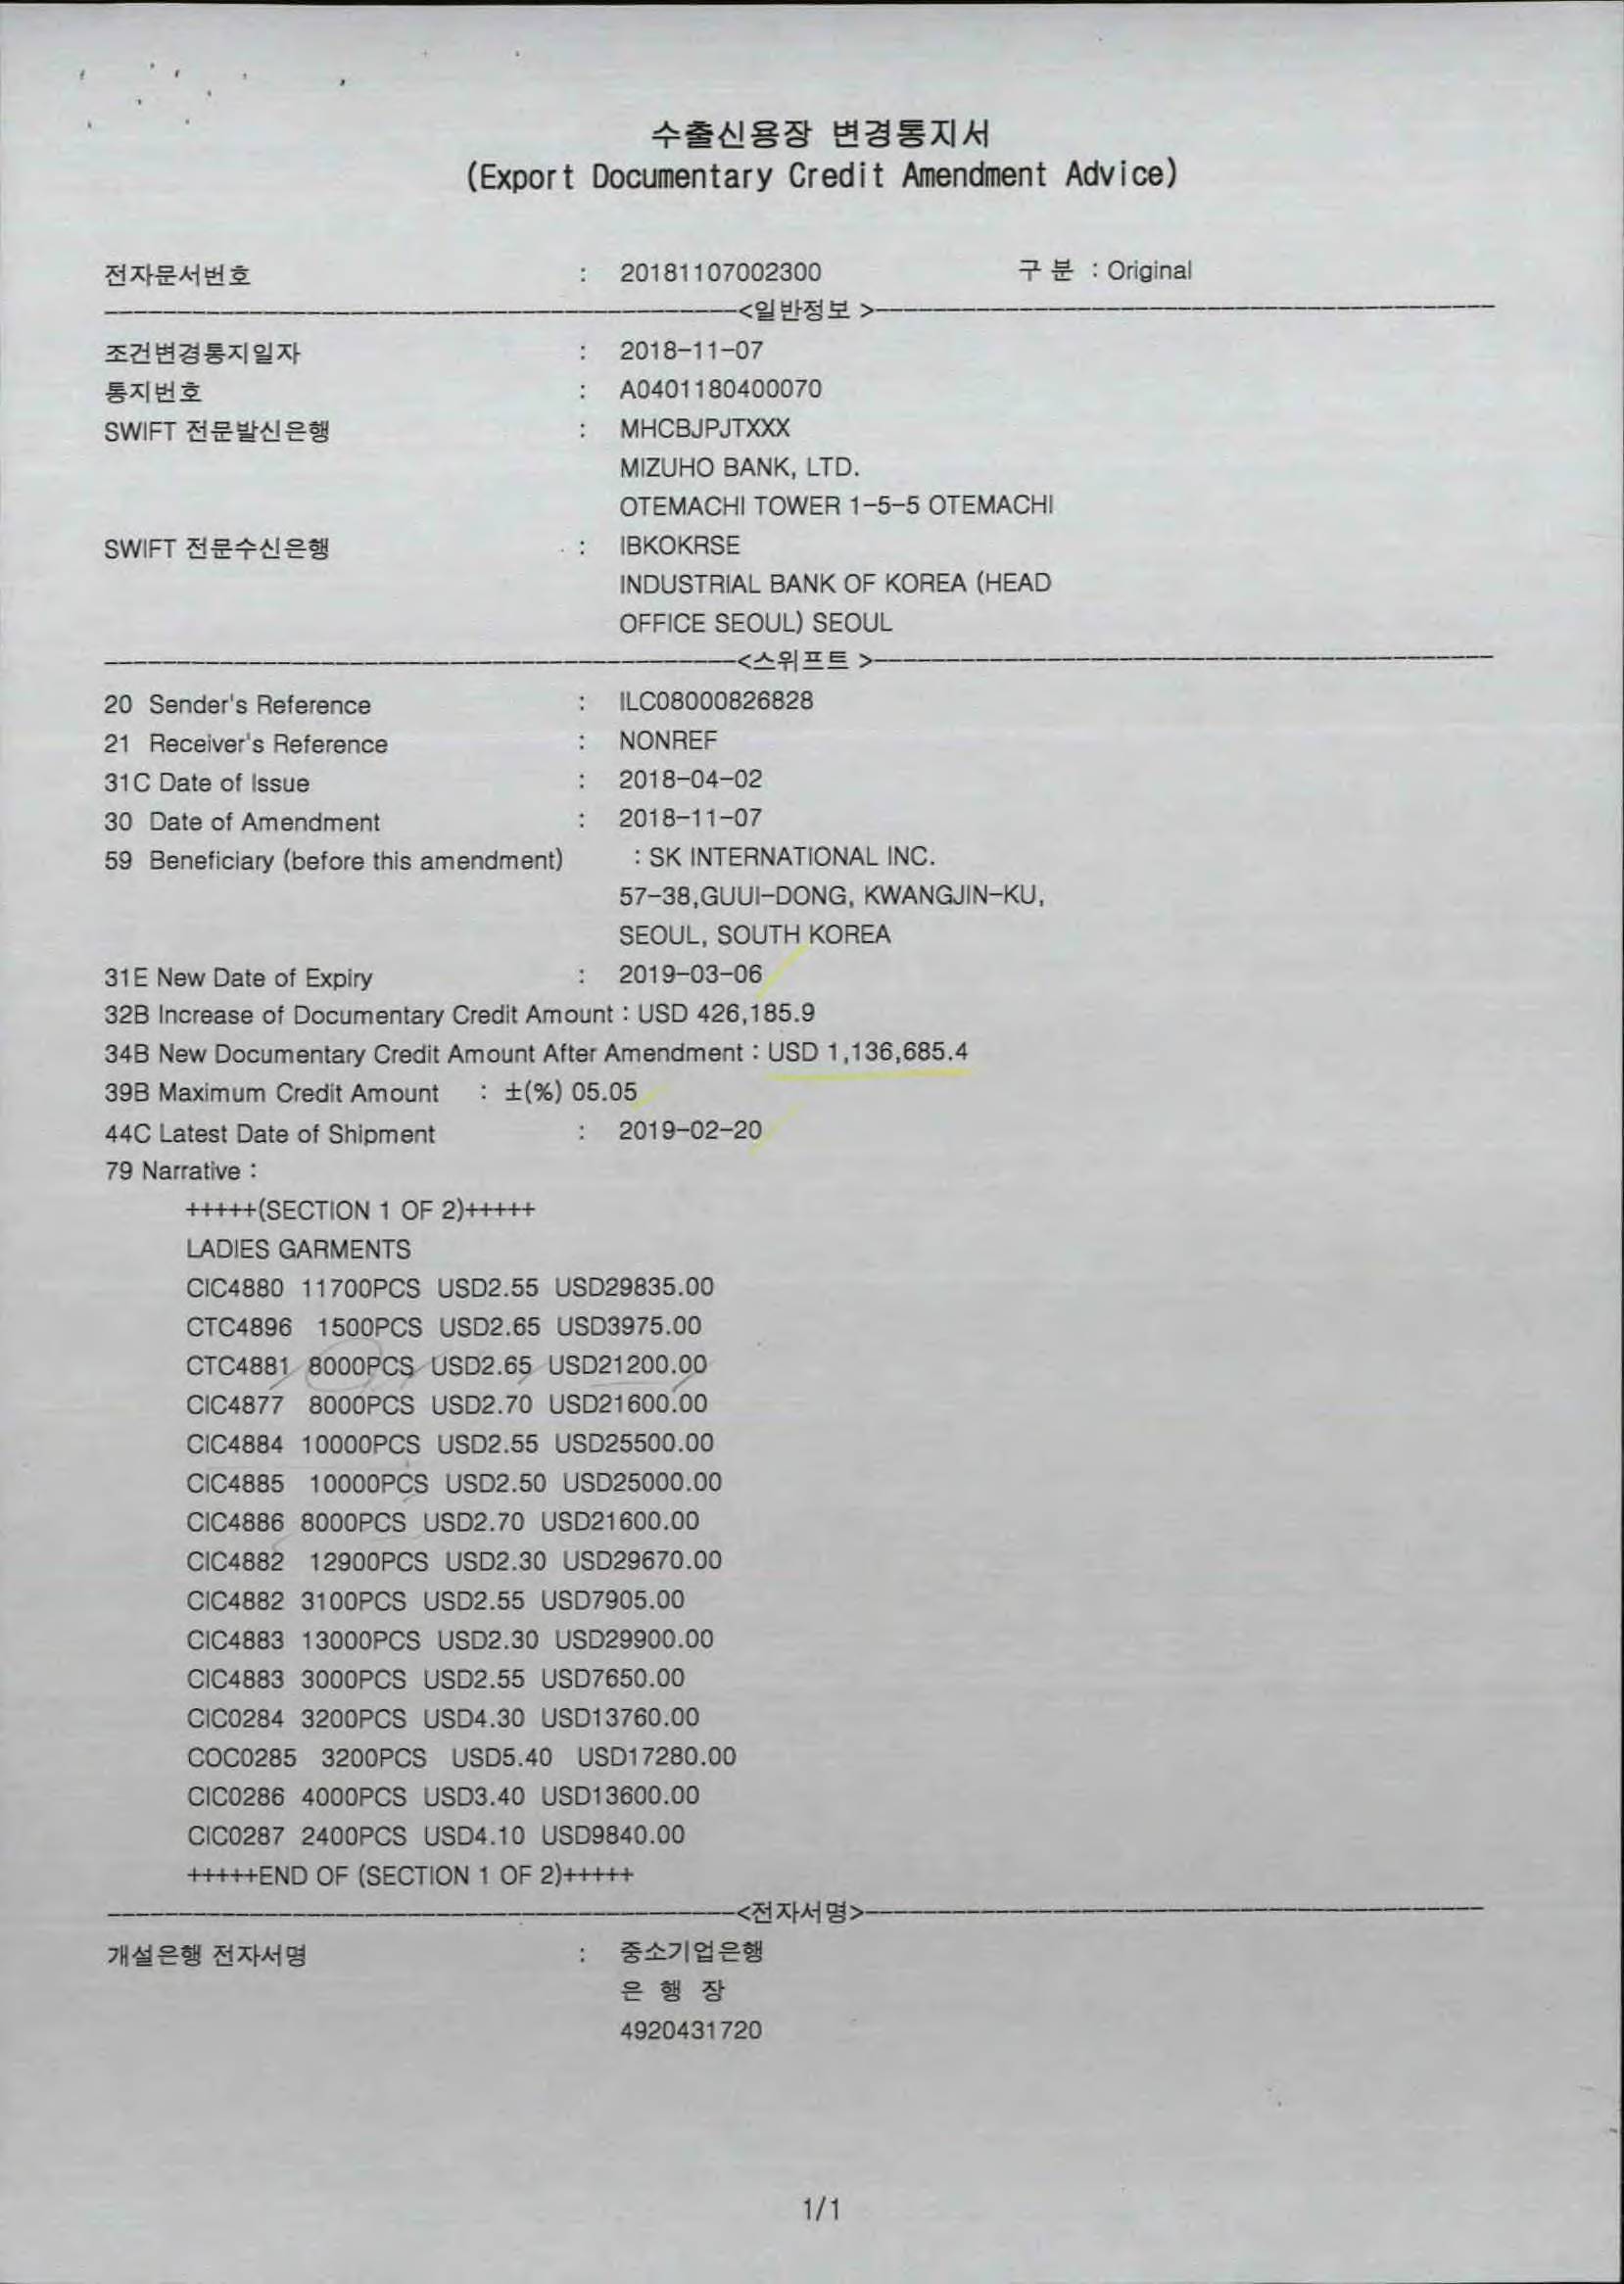 수출신용장 변경통지서
(Export Documentary Credit Amendment Advice)
전자문서번호 : 20181107002300 구 분 : Original
<일반정보 >
조건변경통지일자 : 2018-11-07
통지번호 : A0401180400070
SWIFT 전문발신은행 : MHCBJPJTXXX
MIZUHO BANK, LTD.
OTEMACHI TOWER 1-5-5 OTEMACHI
SWIFT 전문수신은행 : IBKOKRSE
INDUSTRIAL BANK OF KOREA (HEAD
OFFICE SEOUL) SEOUL
<스위프트 >
20 Sender's Reference : ILC08000826828
21 Receiver's Reference : NONREF
31C Date of Issue : 2018-04-02
30 Date of Amendment : 2018-11-07
59 Beneficiary (before this amendment) : SK INTERNATIONAL INC.
57-38,GUUI-DONG, KWANGJIN-KU,
SEOUL, SOUTH KOREA
31E New Date of Expiry : 2019-03-06
32B Increase of Documentary Credit Amount : USD 426,185.9
34B New Documentary Credit Amount After Amendment : USD 1,136,685.4
39B Maximum Credit Amount : ±(%) 05.05
44C Latest Date of Shipment : 2019-02-20
79 Narrative :
+++++(SECTION 1 OF 2)+++++
LADIES GARMENTS
CIC4880 11700PCS USD2.55 USD29835.00
CTC4896 1500PCS USD2.65 USD3975.00
CTC4881 8000PCS USD2.65 USD21200.00
CIC4877 8000PCS USD2.70 USD21600.00
CIC4884 10000PCS USD2.55 USD25500.00
CIC4885 10000PCS USD2.50 USD25000.00
CIC4886 8000PCS USD2.70 USD21600.00
CIC4882 12900PCS USD2.30 USD29670.00
CIC4882 3100PCS USD2.55 USD7905.00
CIC4883 13000PCS USD2.30 USD29900.00
CIC4883 3000PCS USD2.55 USD7650.00
CIC0284 3200PCS USD4.30 USD13760.00
COC0285 3200PCS USD5.40 USD17280.00
CIC0286 4000PCS USD3.40 USD13600.00
CIC0287 2400PCS USD4.10 USD9840.00
+++++END OF (SECTION 1 OF 2)+++++
<전자서명>
개설은행 전자서명 : 중소기업은행
은 행 장
4920431720
1/1